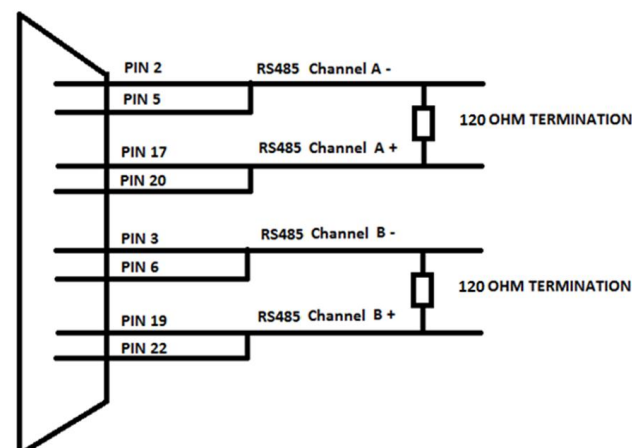 PIN 2
RS485 Channel A -
PIN 5
120 OHM TERMINATION
PIN 17
RS485 Channel A +
PIN 20
PIN 3
RS485 Channel B -
PIN 6
120 OHM TERMINATION
PIN 19
RS485 Channel B +
PIN 22